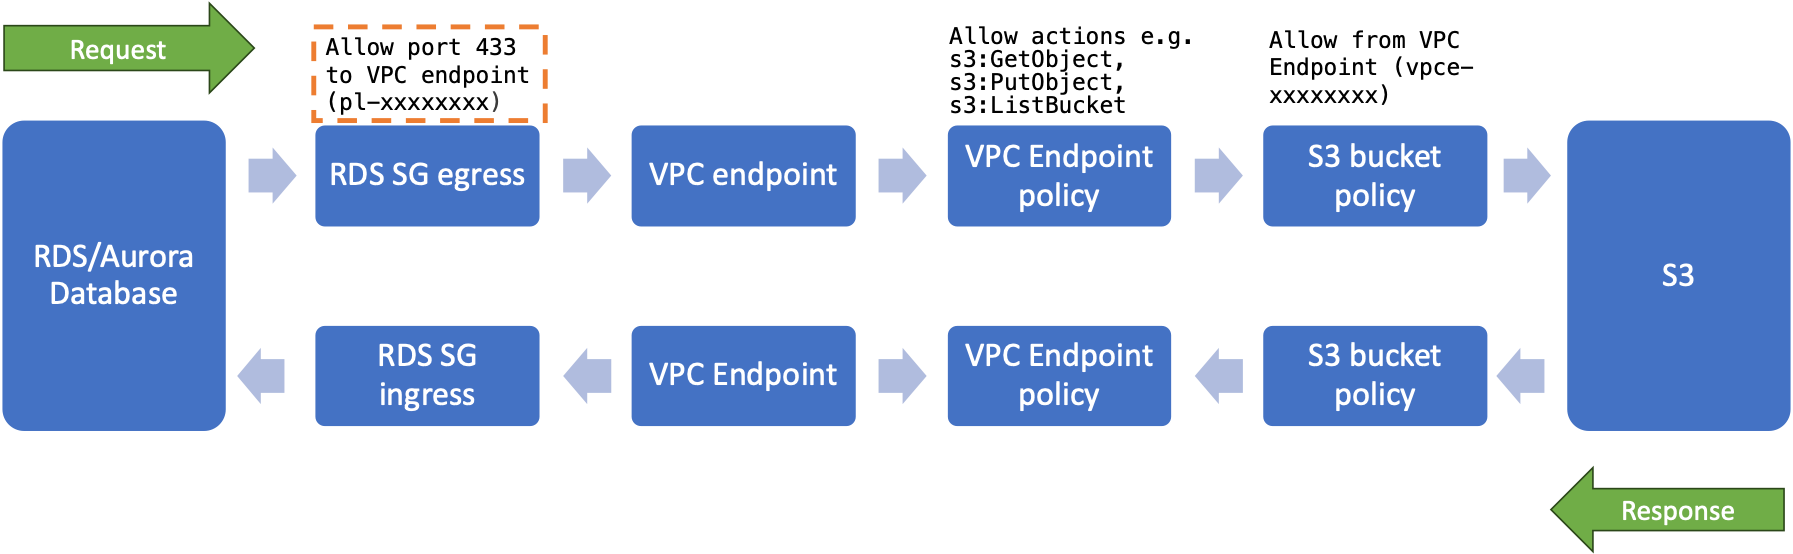 Request
Allow port 433
to VPC endpoint
(pl-xxxxxxxx)
Allow actions e.g.
s3:GetObject,
s3:PutObject,
s3:ListBucket
Allow from VPC
Endpoint (vpce-
xxxxxxxx)
RDS/Aurora
Database
RDS SG egress
VPC endpoint
VPC Endpoint
policy
S3 bucket
policy
S3
RDS SG
ingress
VPC Endpoint
VPC Endpoint
policy
S3 bucket
policy
Response